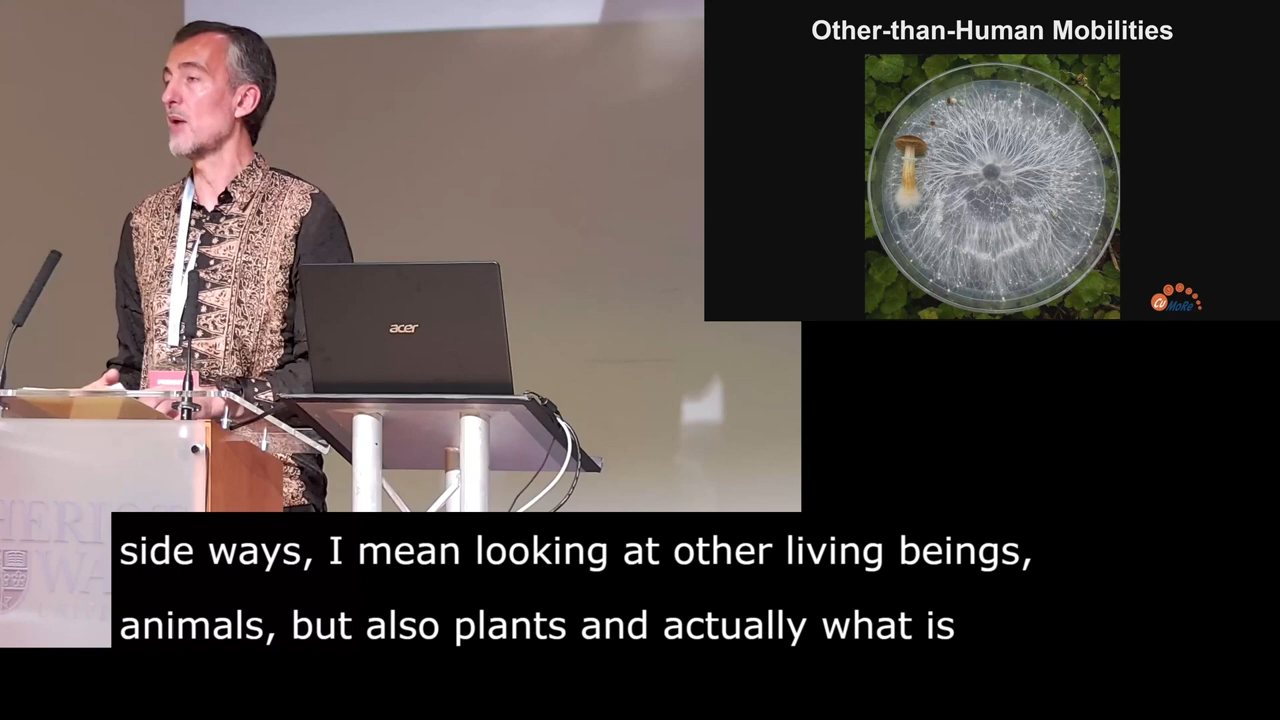 Other-than-Human Mobilities
acer
CuMoRe
side ways, I mean looking at other living beings,
animals, but also plants and actually what is